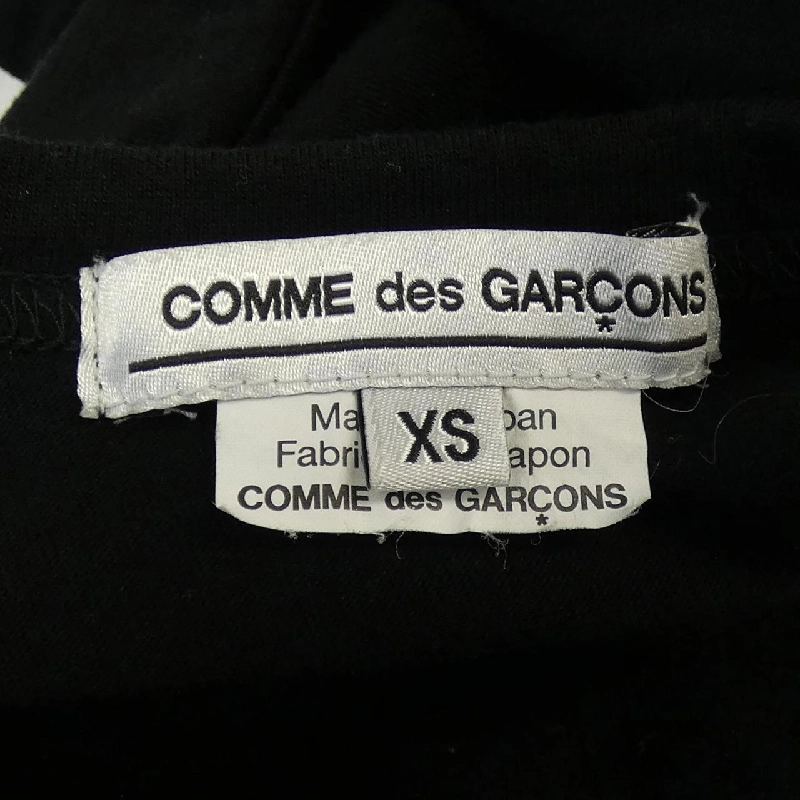 COMME des GARÇONS
XS
Ma pan
Fabri apon
COMME des GARÇONS